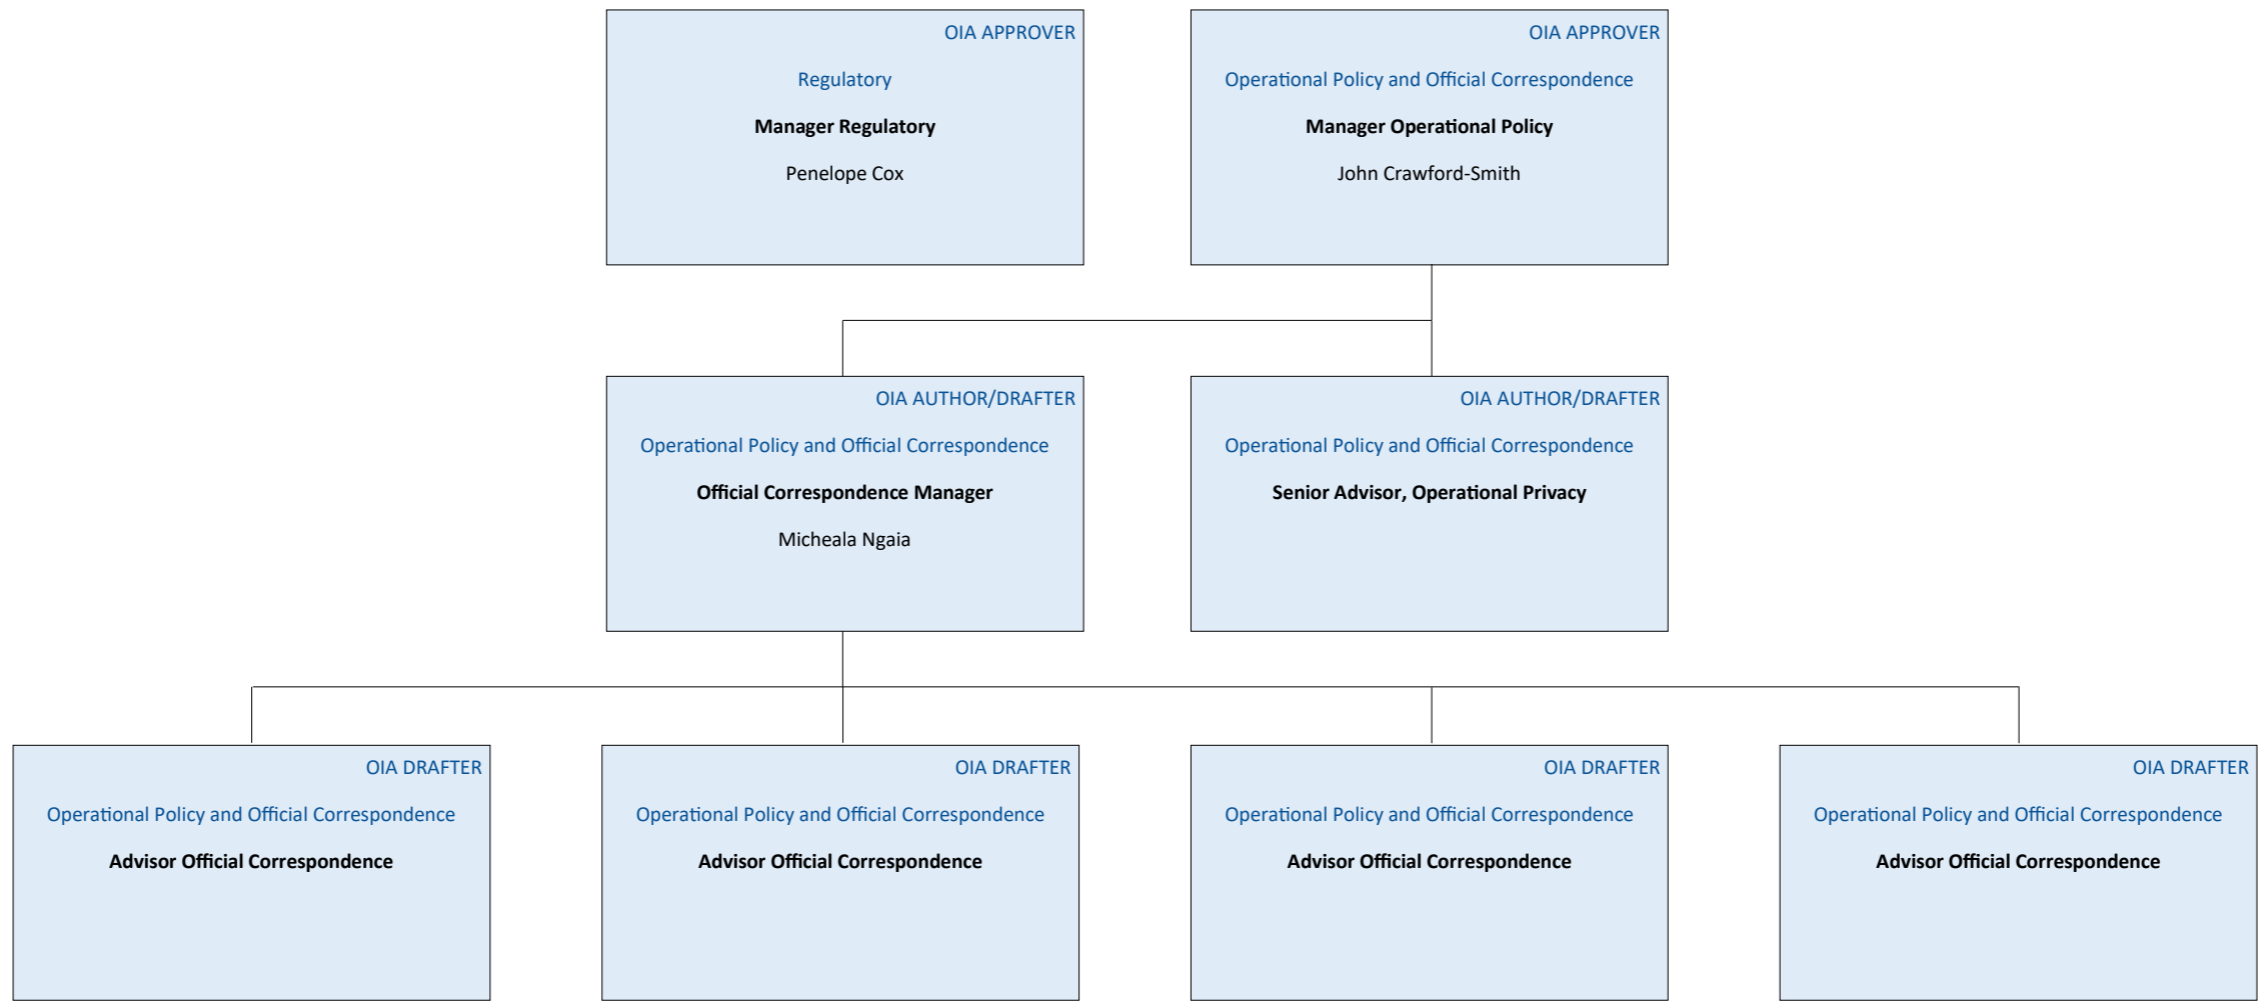 OIA APPROVER
Regulatory
Manager Regulatory
Penelope Cox
OIA APPROVER
Operational Policy and Official Correspondence
Manager Operational Policy
John Crawford-Smith
OIA AUTHOR/DRAFTER
Operational Policy and Official Correspondence
Official Correspondence Manager
Micheala Ngaia
OIA AUTHOR/DRAFTER
Operational Policy and Official Correspondence
Senior Advisor, Operational Privacy
OIA DRAFTER
Operational Policy and Official Correspondence
Advisor Official Correspondence
OIA DRAFTER
Operational Policy and Official Correspondence
Advisor Official Correspondence
OIA DRAFTER
Operational Policy and Official Correspondence
Advisor Official Correspondence
OIA DRAFTER
Operational Policy and Official Correspondence
Advisor Official Correspondence